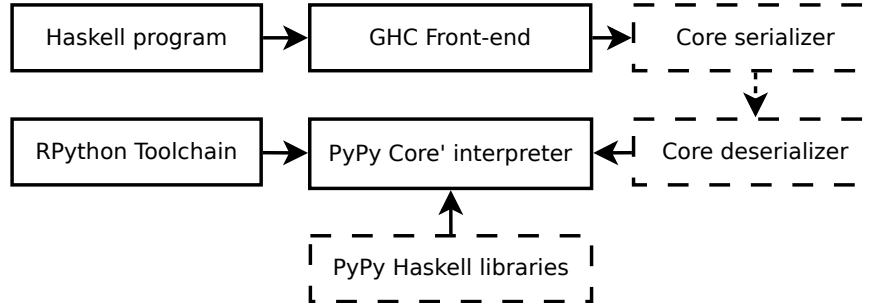 Haskell program
GHC Front-end
Core serializer
RPython Toolchain
PyPy Core' interpreter
Core deserializer
PyPy Haskell libraries